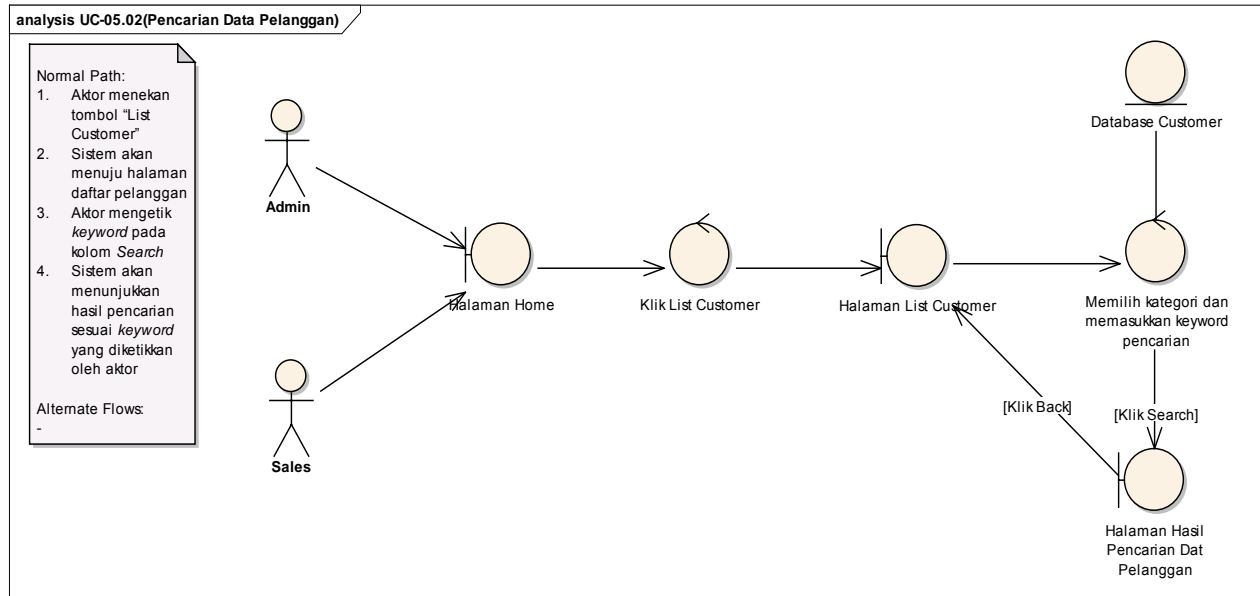 analysis UC-05.02(Pencarian Data Pelanggan)
Normal Path:
1. Aktor menekan
tombol “List
Customer”
2. Sistem akan
menuju halaman
daftar pelanggan
3. Aktor mengetik
keyword pada
kolom Search
4. Sistem akan
menunjukkan
hasil pencarian
sesuai keyword
yang diketikkan
oleh aktor
Alternate Flows:
-
Admin
Sales
Halaman Home
Klik List Customer
Halaman List Customer
Database Customer
Memilih kategori dan
memasukkan keyword
pencarian
[Klik Back]
[Klik Search]
Halaman Hasil
Pencarian Dat
Pelanggan